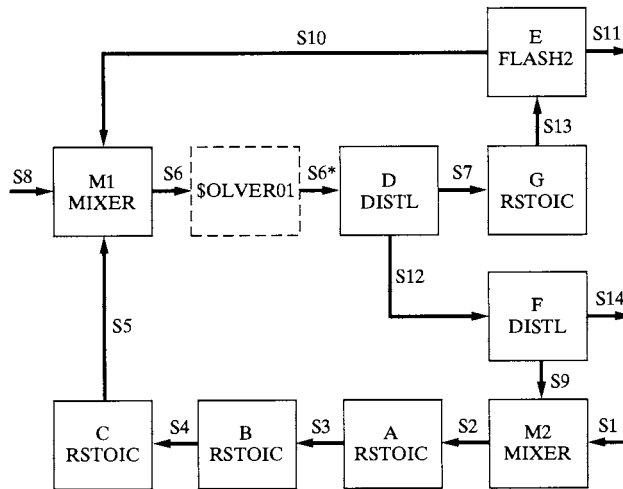 S10
E
FLASH2
S11
S13
S8
M1
MIXER
S6
$OLVER01
S6*
D
DISTL
S7
G
RSTOIC
S12
F
DISTL
S14
S5
S9
C
RSTOIC
S4
B
RSTOIC
S3
A
RSTOIC
S2
M2
MIXER
S1